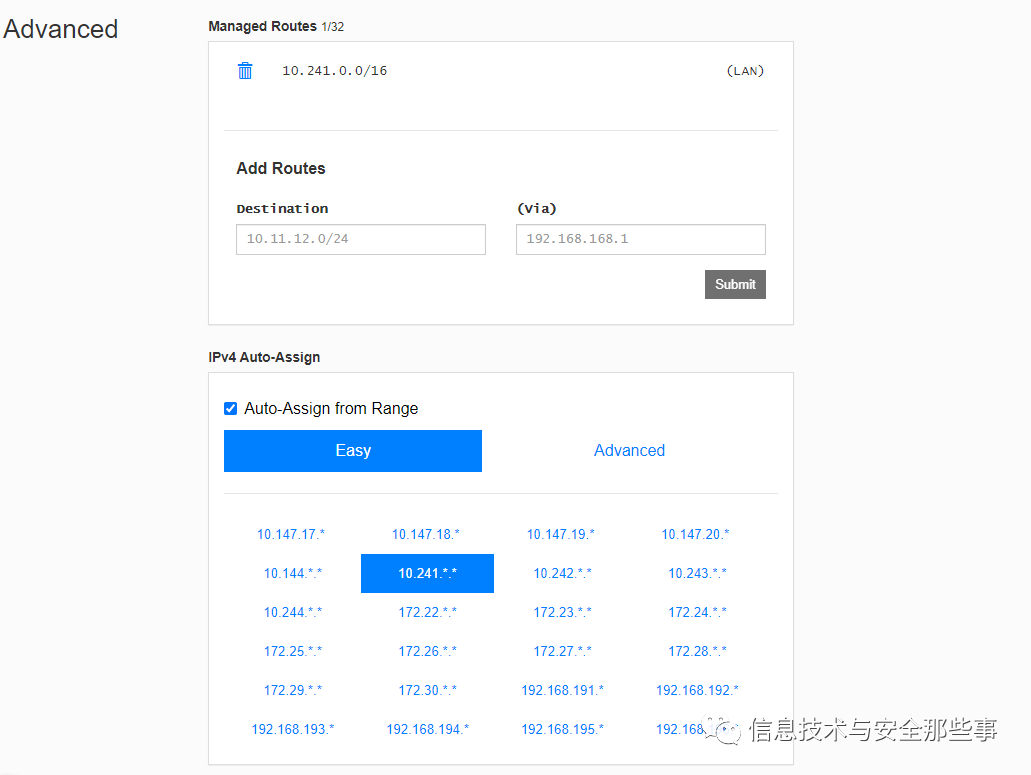 Advanced
Managed Routes 1/32
10.241.0.0/16 (LAN)
Add Routes
Destination (Via)
10.11.12.0/24 192.168.168.1
Submit
IPv4 Auto-Assign
Auto-Assign from Range
Easy Advanced
10.147.17.* 10.147.18.* 10.147.19.* 10.147.20.*
10.144.*.* 10.241.*.* 10.242.*.* 10.243.*.*
10.244.*.* 172.22.*.* 172.23.*.* 172.24.*.*
172.25.*.* 172.26.*.* 172.27.*.* 172.28.*.*
172.29.*.* 172.30.*.* 192.168.191.* 192.168.192.*
192.168.193.* 192.168.194.* 192.168.195.* 192.168
信息技术与安全那些事